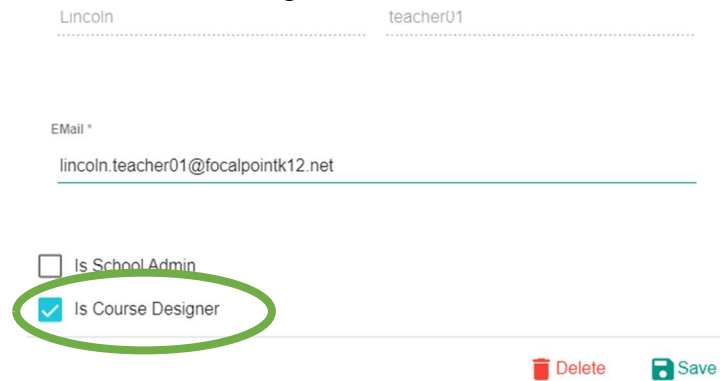 Lincoln teacher01
EMail *
lincoln.teacher01@focalpointk12.net
Is School Admin
Is Course Designer
Delete Save